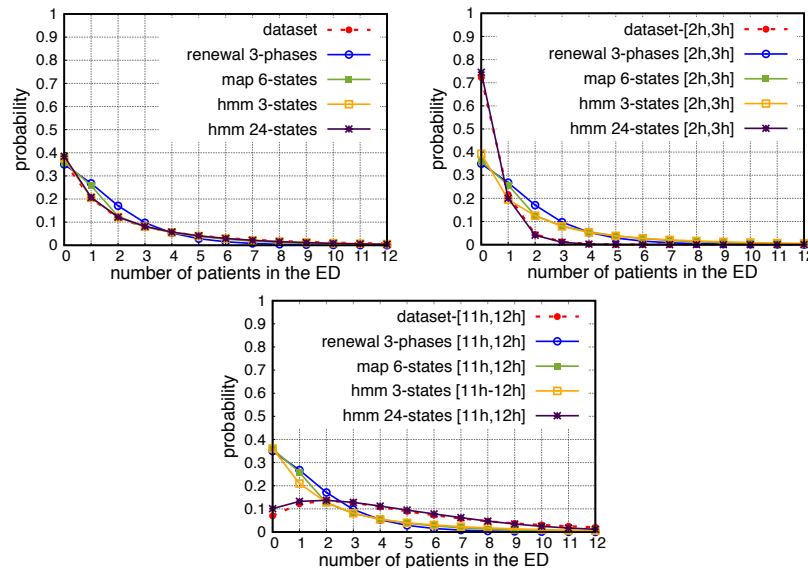 1
0.9
0.8
0.7
0.6
0.5
0.4
0.3
0.2
0.1
0
probability
dataset
renewal 3-phases
map 6-states
hmm 3-states
hmm 24-states
0 1 2 3 4 5 6 7 8 9 10 11 12
number of patients in the ED
1
0.9
0.8
0.7
0.6
0.5
0.4
0.3
0.2
0.1
0
probability
dataset-[2h,3h]
renewal 3-phases [2h,3h]
map 6-states [2h,3h]
hmm 3-states [2h,3h]
hmm 24-states [2h,3h]
0 1 2 3 4 5 6 7 8 9 10 11 12
number of patients in the ED
1
0.9
0.8
0.7
0.6
0.5
0.4
0.3
0.2
0.1
0
probability
dataset-[11h,12h]
renewal 3-phases [11h,12h]
map 6-states [11h,12h]
hmm 3-states [11h-12h]
hmm 24-states [11h,12h]
0 1 2 3 4 5 6 7 8 9 10 11 12
number of patients in the ED